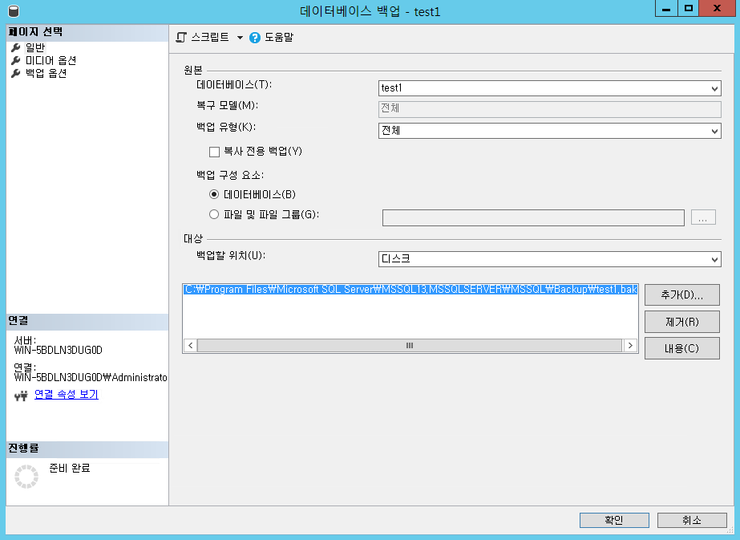 데이터베이스 백업 - test1
페이지 선택
일반
미디어 옵션
백업 옵션
스크립트
도움말
원본
데이터베이스(T):
test1
복구 모델(M):
전체
백업 유형(K):
전체
복사 전용 백업(Y)
백업 구성 요소:
데이터베이스(B)
파일 및 파일 그룹(G):
...
대상
백업할 위치(U):
디스크
C:\Program Files\Microsoft SQL Server\MSSQL13.MSSQLSERVER\MSSQL\Backup\test1.bak
추가(D)...
제거(R)
내용(C)
연결
서버:
WIN-5BDLN3DUG0D
연결:
WIN-5BDLN3DUG0D\Administrato
연결 속성 보기
진행률
준비 완료
확인
취소